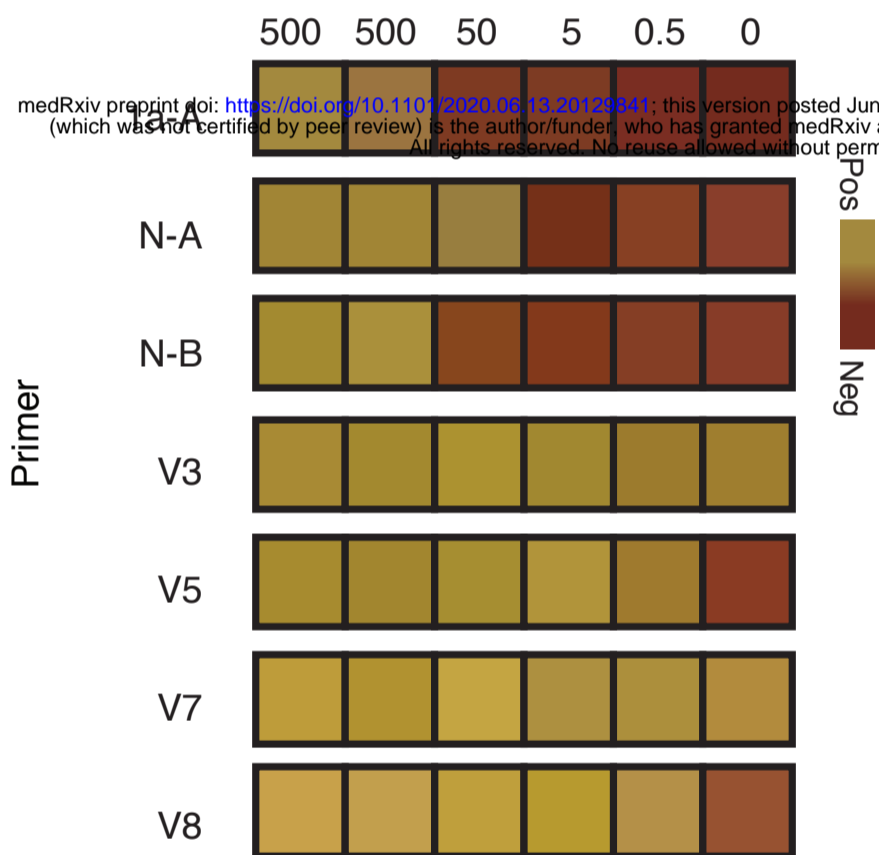 500 500 50 5 0.5 0
medRxiv preprint doi: https://doi.org/10.1101/2020.06.13.20129841; this version posted Jun
1a-A
(which was not certified by peer review) is the author/funder, who has granted medRxiv a
All rights reserved. No reuse allowed without perm
Pos
N-A
N-B
Neg
Primer
V3
V5
V7
V8